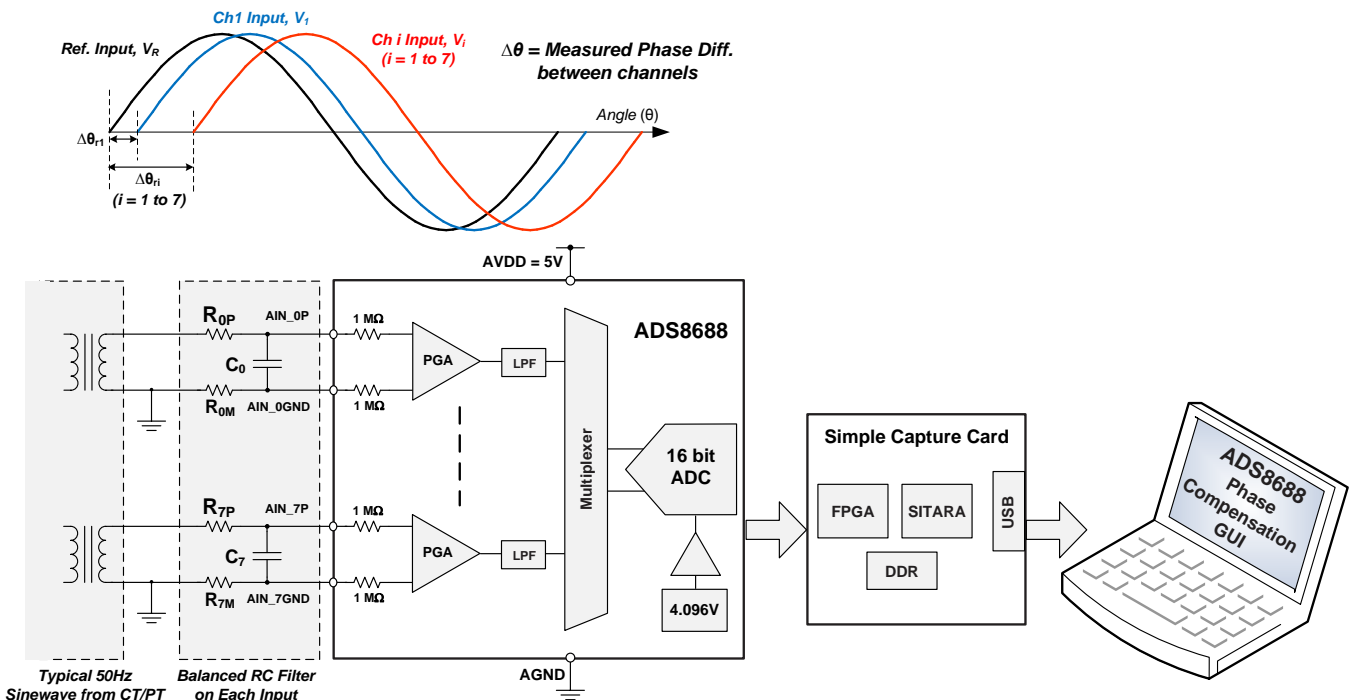 Ch1 Input, V1
Ref. Input, VR
Ch i Input, Vi
(i = 1 to 7)
Δθ = Measured Phase Diff.
between channels
Angle (θ)
Δθr1
Δθri
(i = 1 to 7)
AVDD = 5V
R0P
AIN_0P
1 MΩ
ADS8688
PGA
LPF
C0
R0M
AIN_0GND
1 MΩ
Multiplexer
16 bit
ADC
Simple Capture Card
FPGA
SITARA
USB
DDR
ADS8688
Phase
Compensation
GUI
R7P
AIN_7P
1 MΩ
PGA
LPF
C7
R7M
AIN_7GND
1 MΩ
4.096V
AGND
Typical 50Hz
Sinewave from CT/PT
Balanced RC Filter
on Each Input